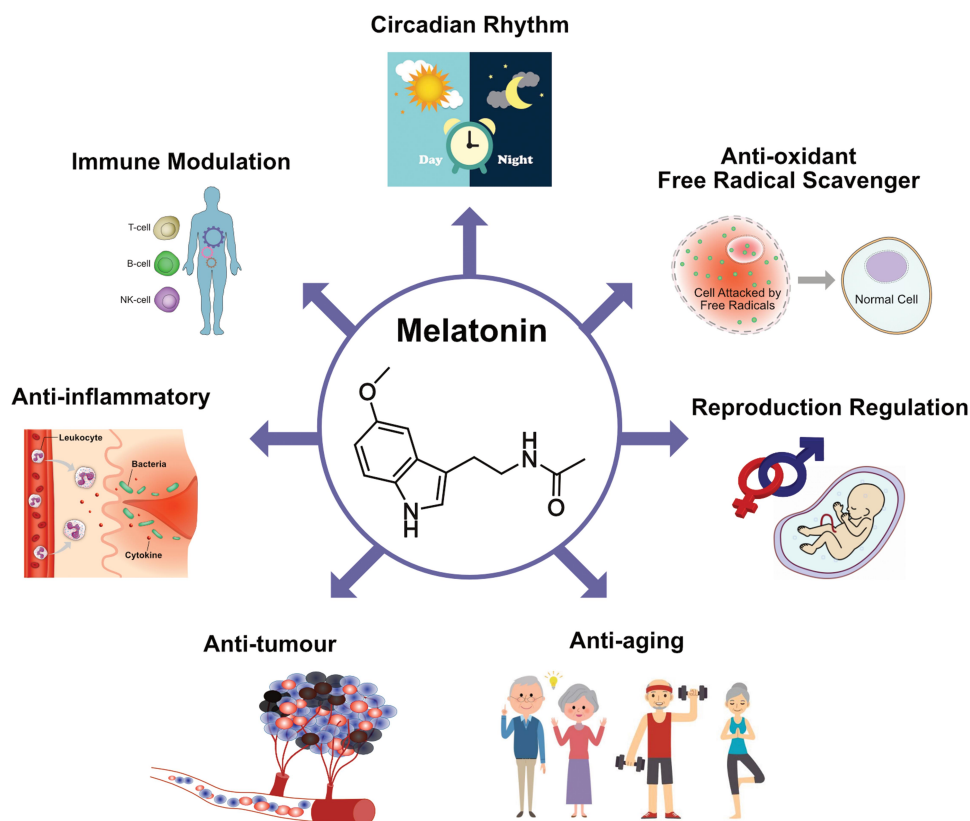 Circadian Rhythm
Day
Night
Immune Modulation
T-cell
B-cell
NK-cell
Anti-oxidant
Free Radical Scavenger
Cell Attacked by
Free Radicals
Normal Cell
Melatonin
O
N
H
O
H
N
Anti-inflammatory
Leukocyte
Bacteria
Cytokine
Reproduction Regulation
Anti-tumour
Anti-aging